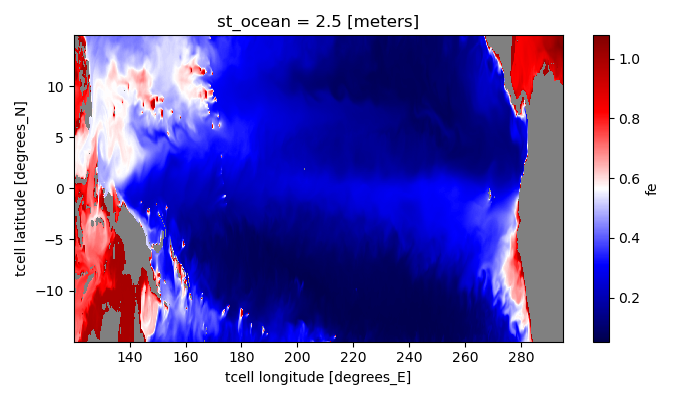 st_ocean = 2.5 [meters]
10
5
0
−5
−10
tcell latitude [degrees_N]
140 160 180 200 220 240 260 280
tcell longitude [degrees_E]
1.0
0.8
0.6
0.4
0.2
fe